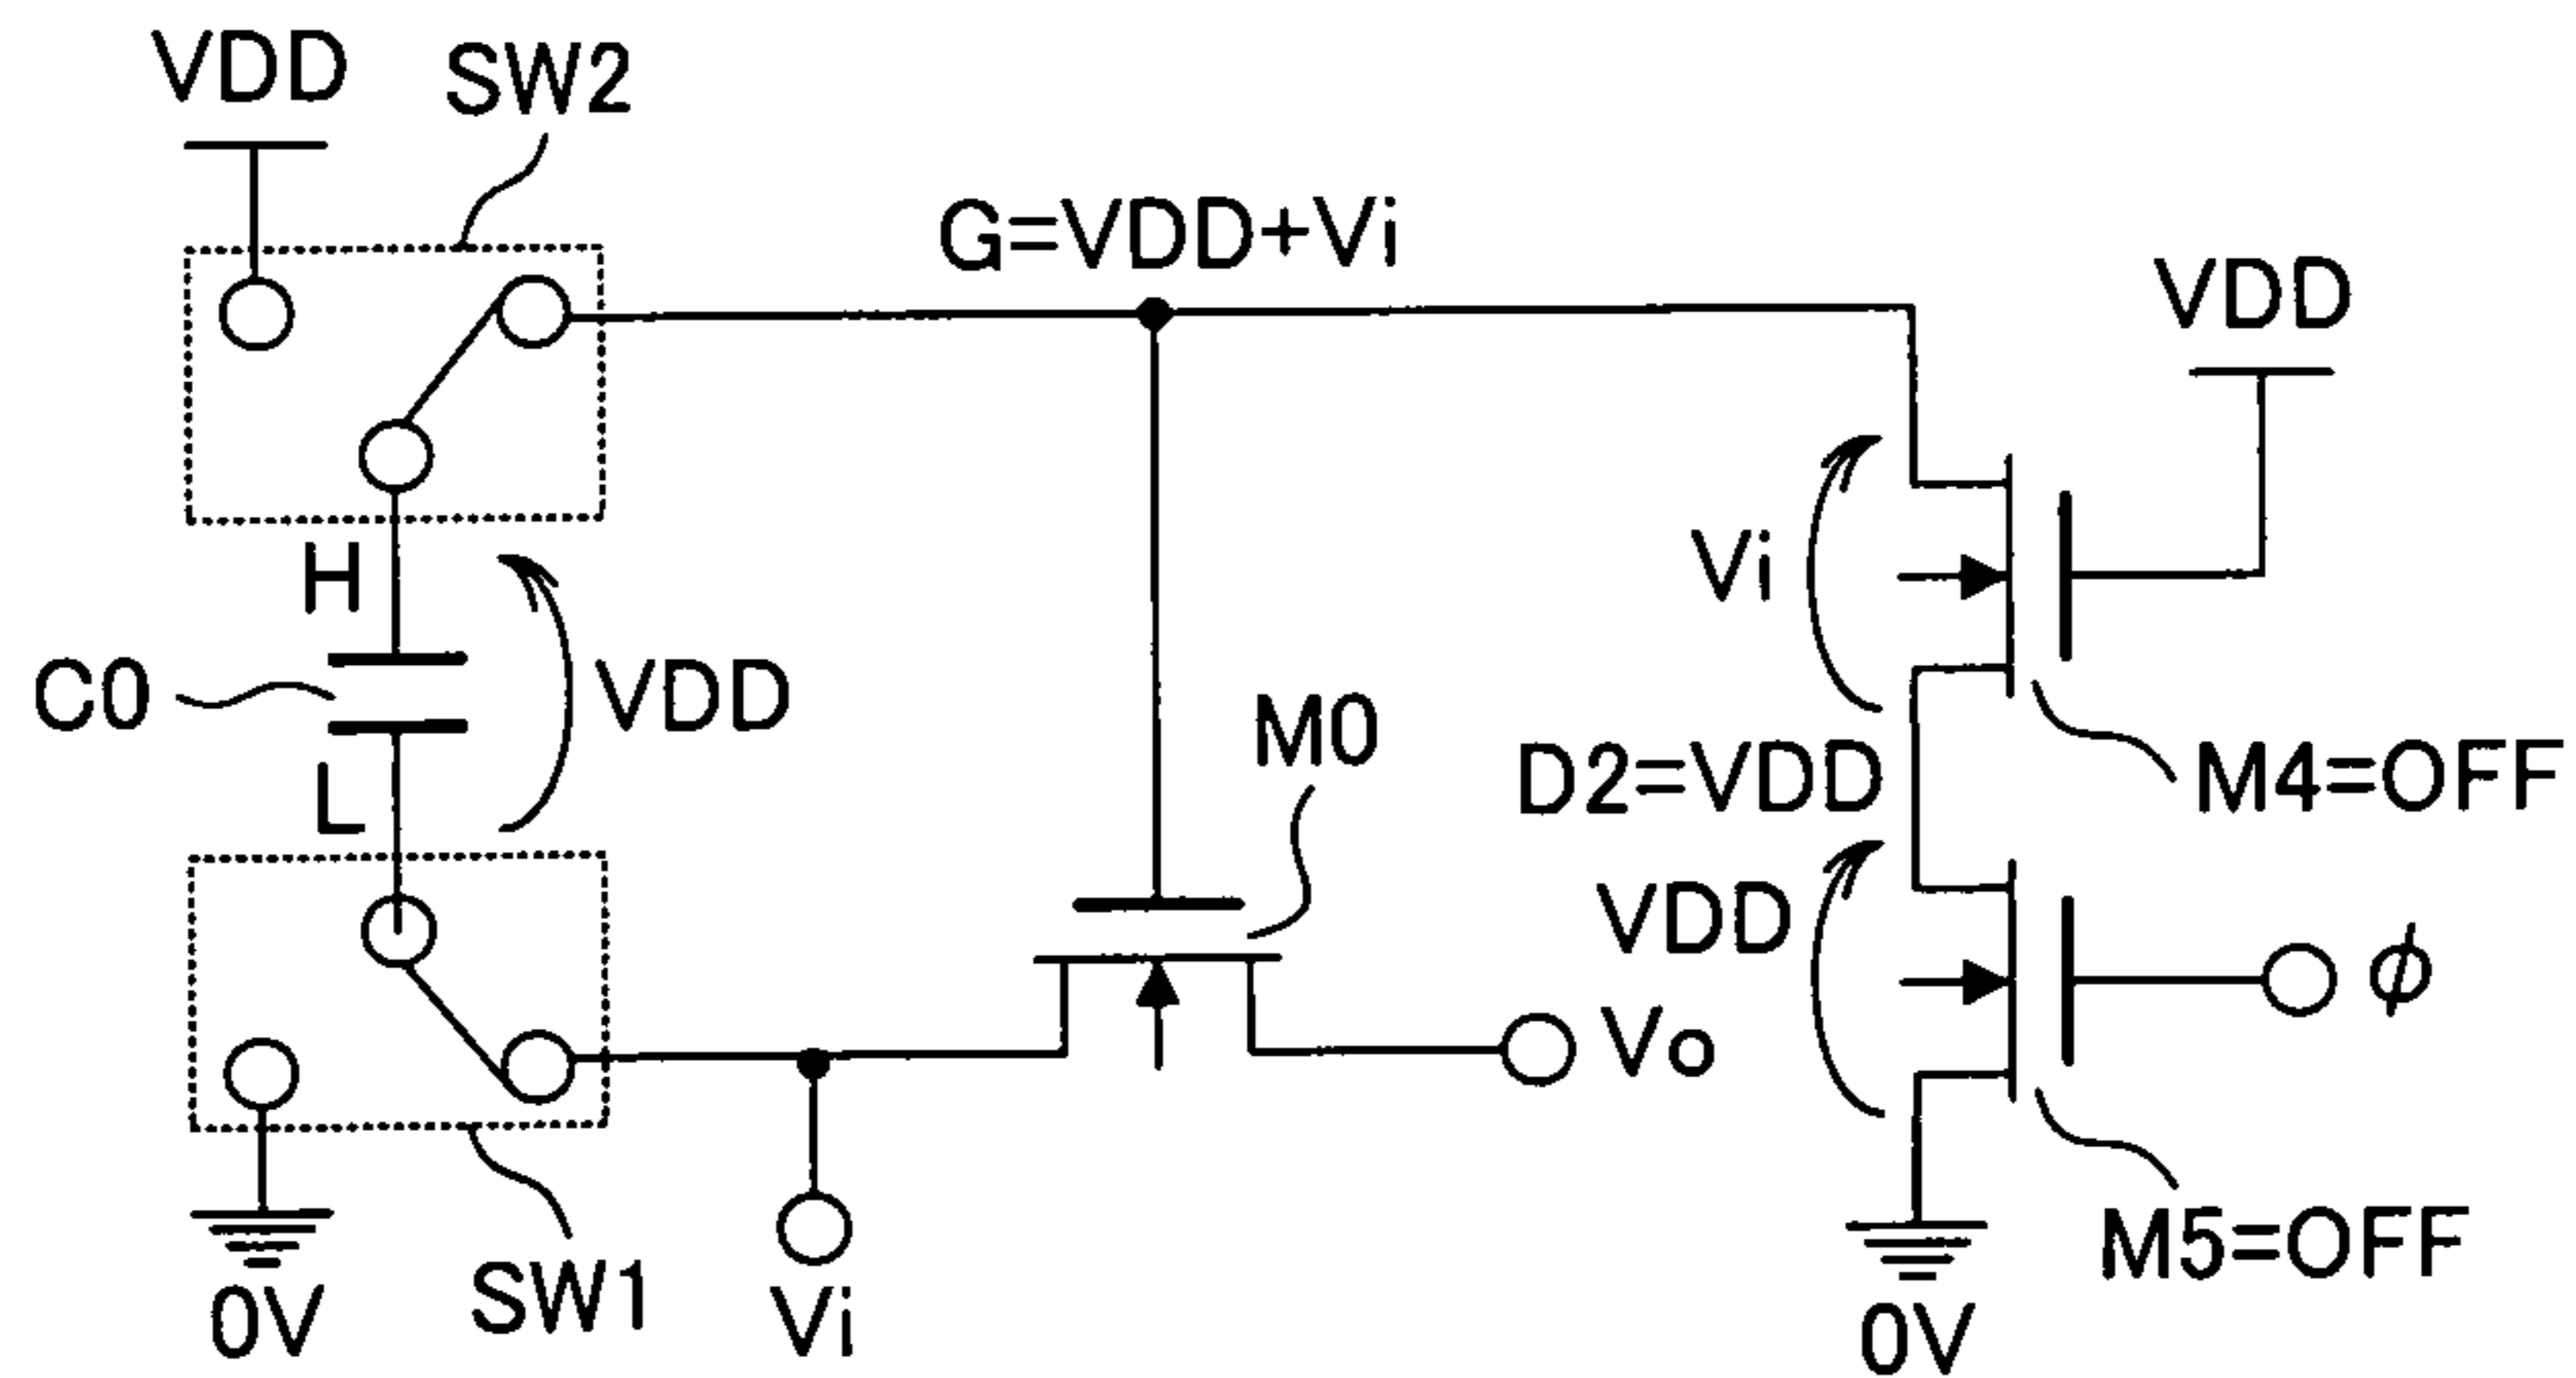 VDD
SW2
G=VDD+Vi
VDD
H
Vi
C0
VDD
M0
D2=VDD
M4=OFF
L
VDD
Vo
ϕ
SW1
Vi
M5=OFF
0V
0V